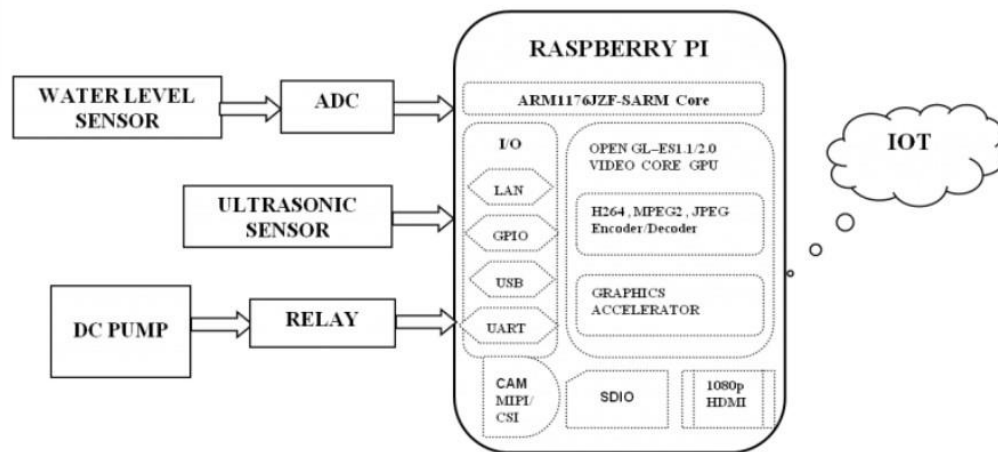 RASPBERRY PI
ARM1176JZF-SARM Core
WATER LEVEL
SENSOR
ADC
ULTRASONIC
SENSOR
DC PUMP
RELAY
I/O
LAN
GPIO
USB
UART
OPEN GL–ES1.1/2.0
VIDEO CORE GPU
H264 , MPEG2 , JPEG
Encoder/Decoder
GRAPHICS
ACCELERATOR
CAM
MIPI/
CSI
SDIO
1080p
HDMI
IOT